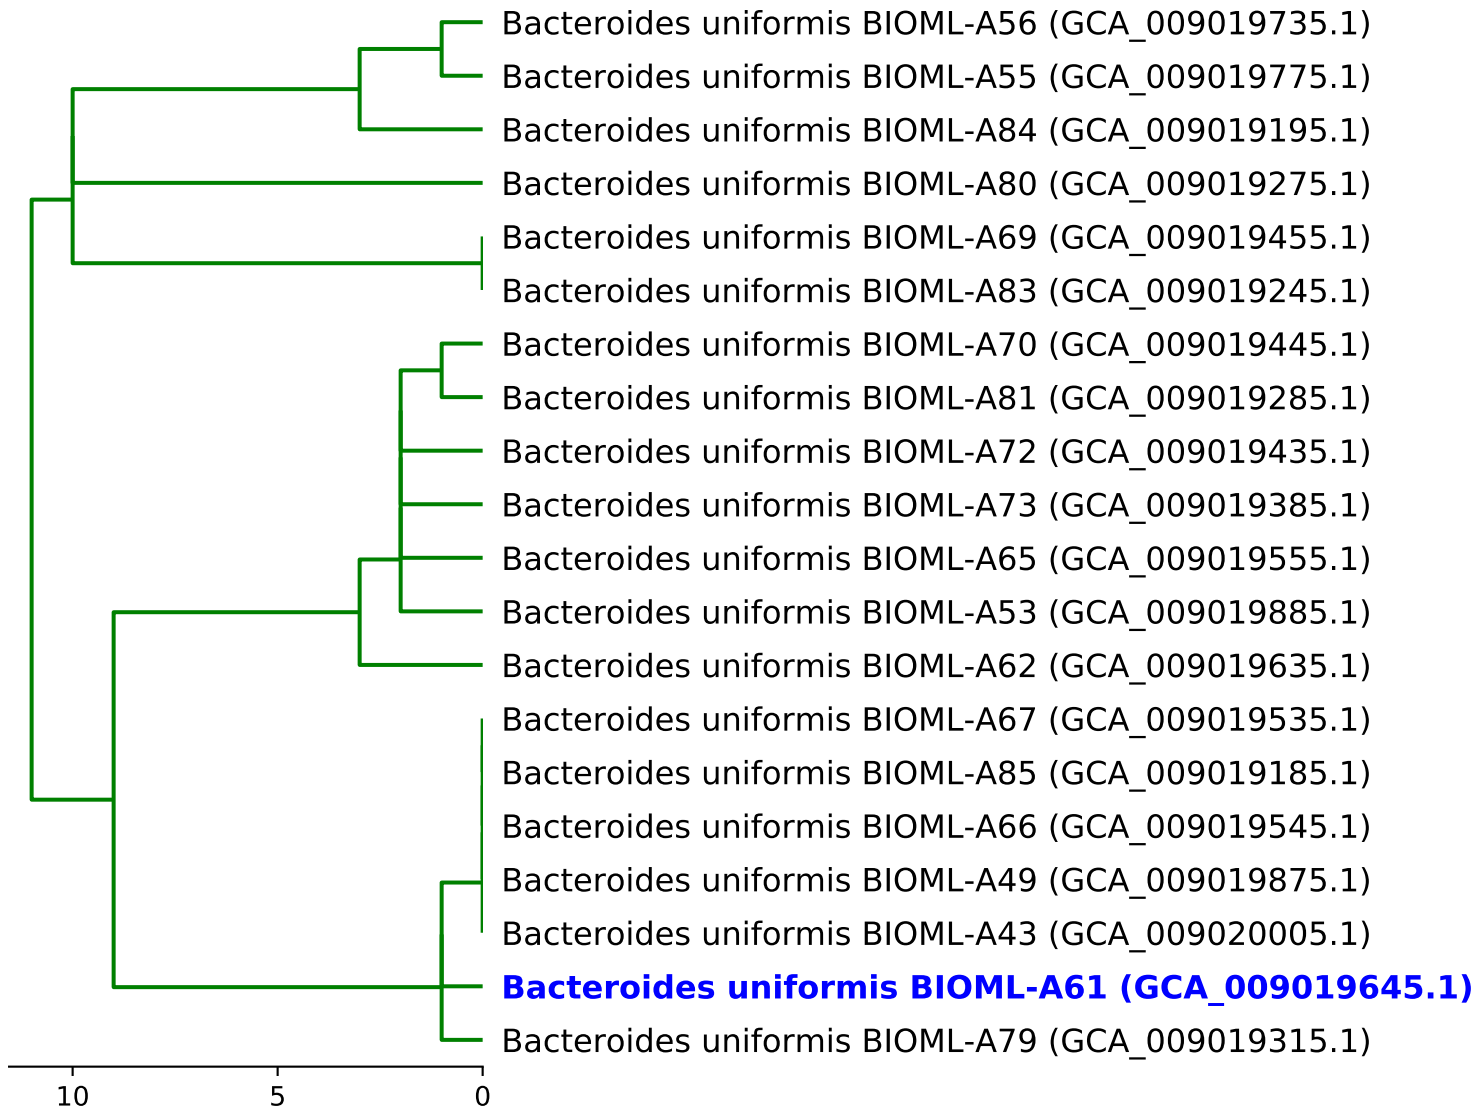 Bacteroides uniformis BIOML-A56 (GCA_009019735.1)
Bacteroides uniformis BIOML-A55 (GCA_009019775.1)
Bacteroides uniformis BIOML-A84 (GCA_009019195.1)
Bacteroides uniformis BIOML-A80 (GCA_009019275.1)
Bacteroides uniformis BIOML-A69 (GCA_009019455.1)
Bacteroides uniformis BIOML-A83 (GCA_009019245.1)
Bacteroides uniformis BIOML-A70 (GCA_009019445.1)
Bacteroides uniformis BIOML-A81 (GCA_009019285.1)
Bacteroides uniformis BIOML-A72 (GCA_009019435.1)
Bacteroides uniformis BIOML-A73 (GCA_009019385.1)
Bacteroides uniformis BIOML-A65 (GCA_009019555.1)
Bacteroides uniformis BIOML-A53 (GCA_009019885.1)
Bacteroides uniformis BIOML-A62 (GCA_009019635.1)
Bacteroides uniformis BIOML-A67 (GCA_009019535.1)
Bacteroides uniformis BIOML-A85 (GCA_009019185.1)
Bacteroides uniformis BIOML-A66 (GCA_009019545.1)
Bacteroides uniformis BIOML-A49 (GCA_009019875.1)
Bacteroides uniformis BIOML-A43 (GCA_009020005.1)
Bacteroides uniformis BIOML-A61 (GCA_009019645.1)
Bacteroides uniformis BIOML-A79 (GCA_009019315.1)
10 5 0